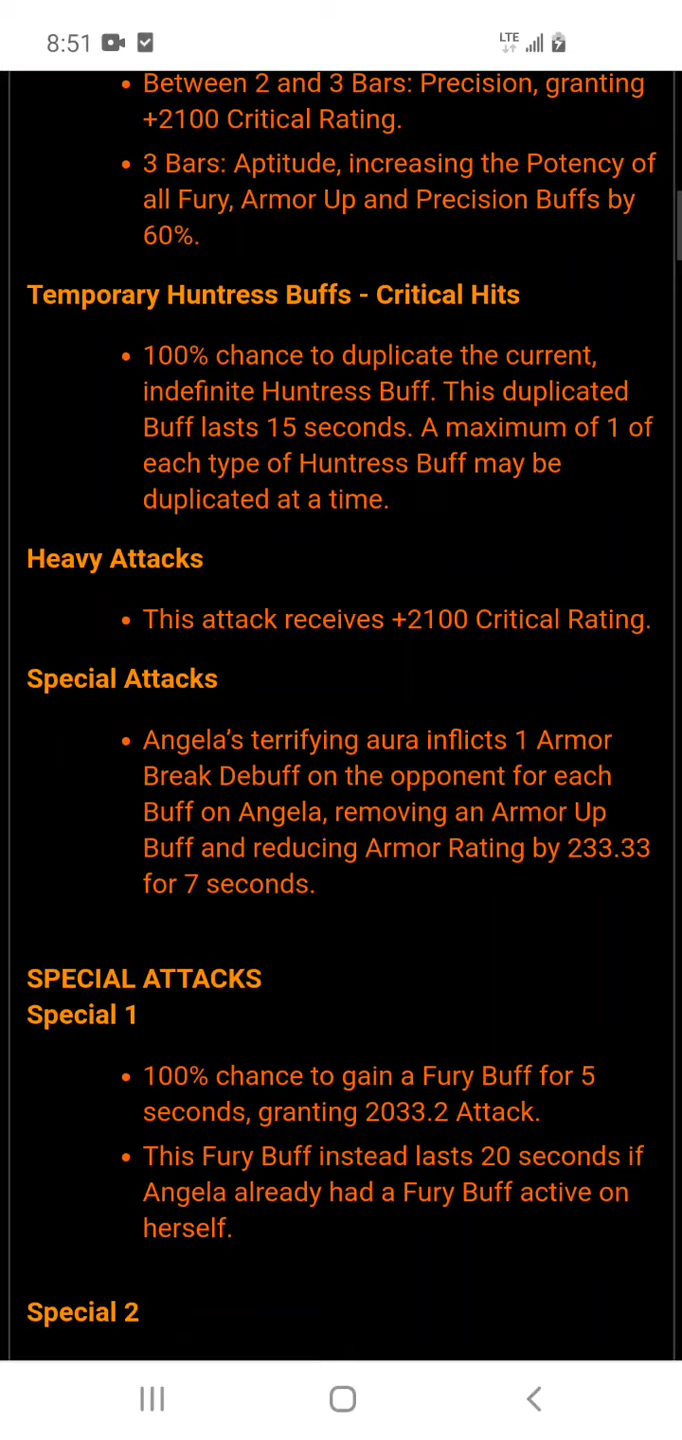 8:51
LTE
Between 2 and 3 Bars: Precision, granting
+2100 Critical Rating.
3 Bars: Aptitude, increasing the Potency of
all Fury, Armor Up and Precision Buffs by
60%.
Temporary Huntress Buffs - Critical Hits
100% chance to duplicate the current,
indefinite Huntress Buff. This duplicated
Buff lasts 15 seconds. A maximum of 1 of
each type of Huntress Buff may be
duplicated at a time.
Heavy Attacks
This attack receives +2100 Critical Rating.
Special Attacks
Angela’s terrifying aura inflicts 1 Armor
Break Debuff on the opponent for each
Buff on Angela, removing an Armor Up
Buff and reducing Armor Rating by 233.33
for 7 seconds.
SPECIAL ATTACKS
Special 1
100% chance to gain a Fury Buff for 5
seconds, granting 2033.2 Attack.
This Fury Buff instead lasts 20 seconds if
Angela already had a Fury Buff active on
herself.
Special 2